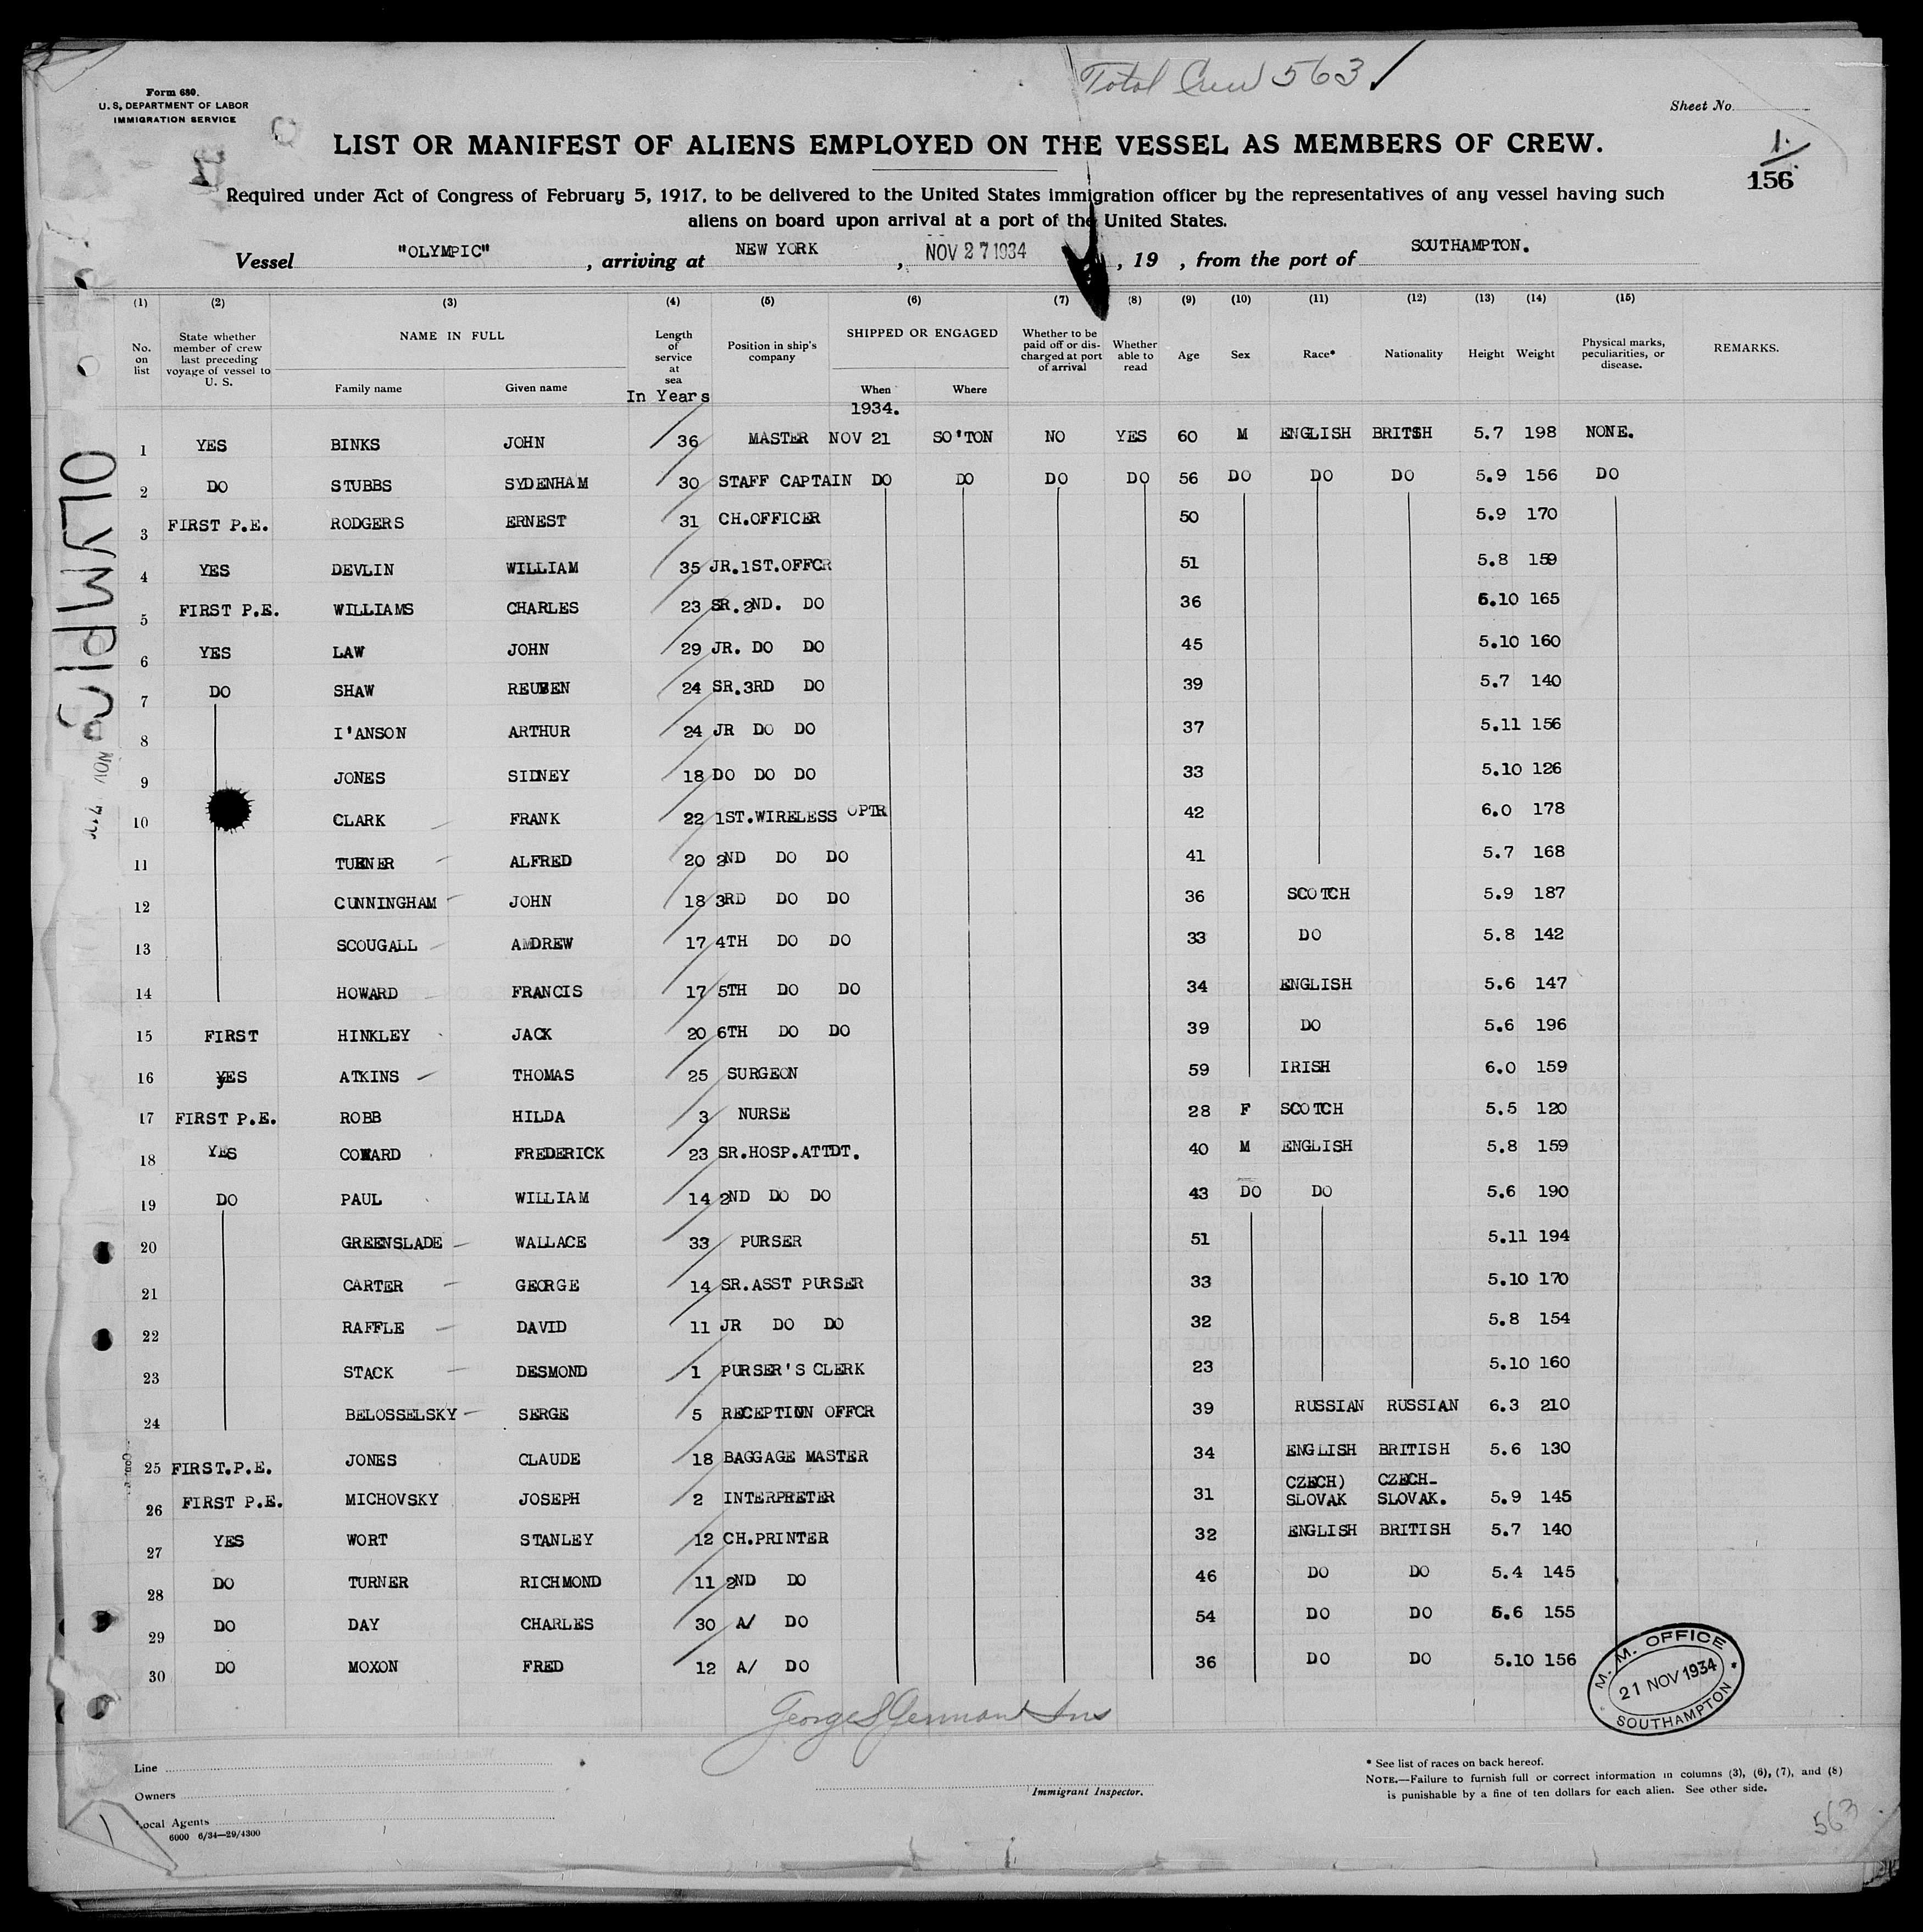 Total Crew 563 ✓
Form 680.
U. S. DEPARTMENT OF LABOR
IMMIGRATION SERVICE
Sheet No.
1.
156
LIST OR MANIFEST OF ALIENS EMPLOYED ON THE VESSEL AS MEMBERS OF CREW.
Required under Act of Congress of February 5, 1917, to be delivered to the United States immigration officer by the representatives of any vessel having such
aliens on board upon arrival at a port of the United States.
Vessel "OLYMPIC", arriving at NEW YORK, NOV 27 1934, 19 , from the port of SOUTHAMPTON.
(1) (2) (3) (4) (5) (6) (7) (8) (9) (10) (11) (12) (13) (14) (15)
No. on list
State whether member of crew last preceding voyage of vessel to U. S.
NAME IN FULL
Family name Given name
Length of service at sea
In Years
Position in ship's company
SHIPPED OR ENGAGED
When Where
1934.
Whether to be paid off or discharged at port of arrival
Whether able to read
Age Sex Race* Nationality Height Weight
Physical marks, peculiarities, or disease.
REMARKS.
1 YES BINKS JOHN 36 MASTER NOV 21 SO'TON NO YES 60 M ENGLISH BRITISH 5.7 198 NONE.
2 DO STUBBS SYDENHAM 30 STAFF CAPTAIN DO DO DO DO 56 DO DO DO 5.9 156 DO
3 FIRST P.E. RODGERS ERNEST 31 CH.OFFICER 50 5.9 170
4 YES DEVLIN WILLIAM 35 JR.1ST.OFFCR 51 5.8 159
5 FIRST P.E. WILLIAMS CHARLES 23 SR.2ND. DO 36 5.10 165
6 YES LAW JOHN 29 JR. DO DO 45 5.10 160
7 DO SHAW REUBEN 24 SR.3RD DO 39 5.7 140
8 I'ANSON ARTHUR 24 JR DO DO 37 5.11 156
9 JONES SIDNEY 18 DO DO DO 33 5.10 126
10 CLARK FRANK 22 1ST.WIRELESS OPTR 42 6.0 178
11 TURNER ALFRED 20 2ND DO DO 41 5.7 168
12 CUNNINGHAM JOHN 18 3RD DO DO 36 SCOTCH 5.9 187
13 SCOUGALL ANDREW 17 4TH DO DO 33 DO 5.8 142
14 HOWARD FRANCIS 17 5TH DO DO 34 ENGLISH 5.6 147
15 FIRST HINKLEY JACK 20 6TH DO DO 39 DO 5.6 196
16 YES ATKINS THOMAS 25 SURGEON 59 IRISH 6.0 159
17 FIRST P.E. ROBB HILDA 3 NURSE 28 F SCOTCH 5.5 120
18 YES COWARD FREDERICK 23 SR.HOSP.ATTDT. 40 M ENGLISH 5.8 159
19 DO PAUL WILLIAM 14 2ND DO DO 43 DO DO 5.6 190
20 GREENSLADE WALLACE 33 PURSER 51 5.11 194
21 CARTER GEORGE 14 SR.ASST PURSER 33 5.10 170
22 RAFFLE DAVID 11 JR DO DO 32 5.8 154
23 STACK DESMOND 1 PURSER'S CLERK 23 5.10 160
24 BELOSSELSKY SERGE 5 RECEPTION OFFCR 39 RUSSIAN RUSSIAN 6.3 210
25 FIRST.P.E. JONES CLAUDE 18 BAGGAGE MASTER 34 ENGLISH BRITISH 5.6 130
26 FIRST P.E. MICHOVSKY JOSEPH 2 INTERPRETER 31 CZECH) SLOVAK CZECH-SLOVAK. 5.9 145
27 YES WORT STANLEY 12 CH.PRINTER 32 ENGLISH BRITISH 5.7 140
28 DO TURNER RICHMOND 11 2ND DO 46 DO DO 5.4 145
29 DO DAY CHARLES 30 A/ DO 54 DO DO 5.6 155
30 DO MOXON FRED 12 A/ DO 36 DO DO 5.10 156
OLYMPIC
NOV
M. M. OFFICE
21 NOV 1934
SOUTHAMPTON
Line
Owners
Local Agents
6000 6/34—29/4300
Immigrant Inspector.
* See list of races on back hereof.
NOTE.—Failure to furnish full or correct information in columns (3), (6), (7), and (8)
is punishable by a fine of ten dollars for each alien. See other side.
563